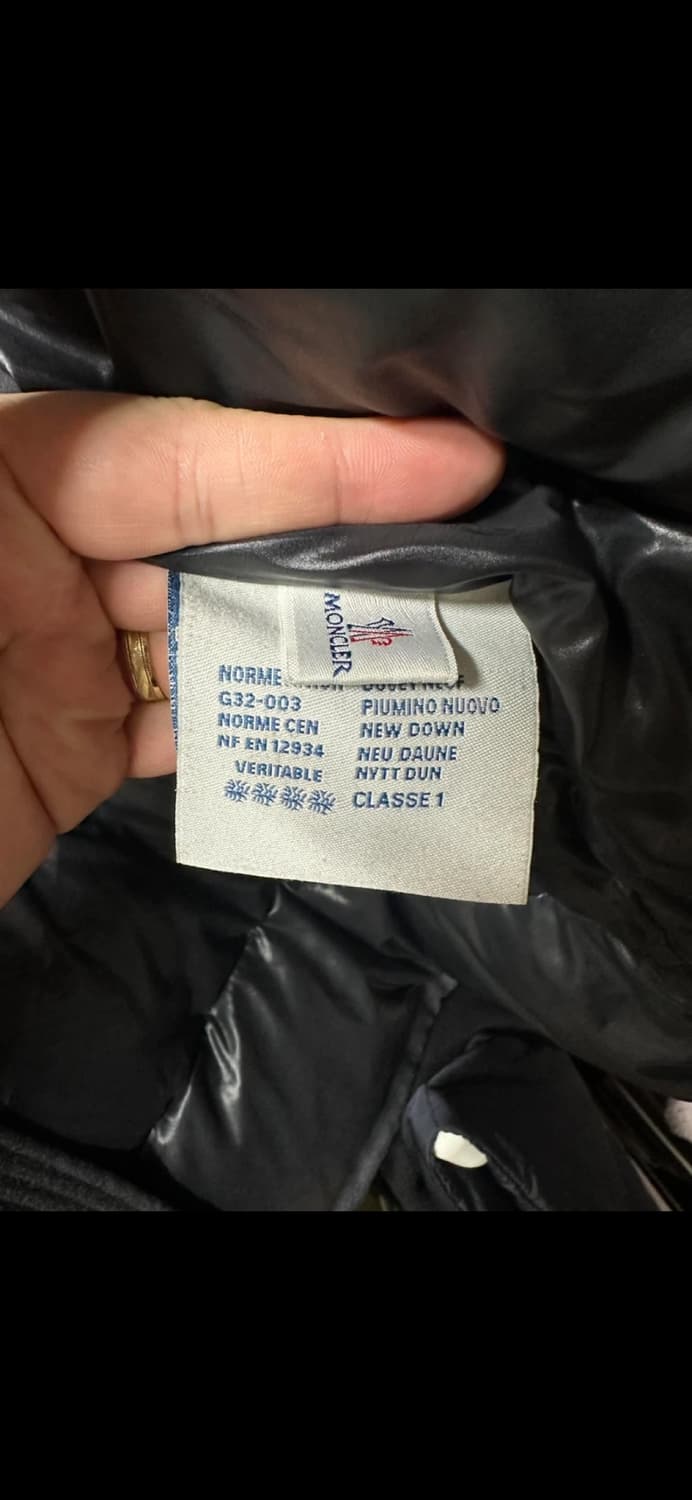 MONCLER
NORME
G32-003
NORME CEN
NF EN 12934
VERITABLE
PIUMINO NUOVO
NEW DOWN
NEU DAUNE
NYTT DUN
CLASSE 1